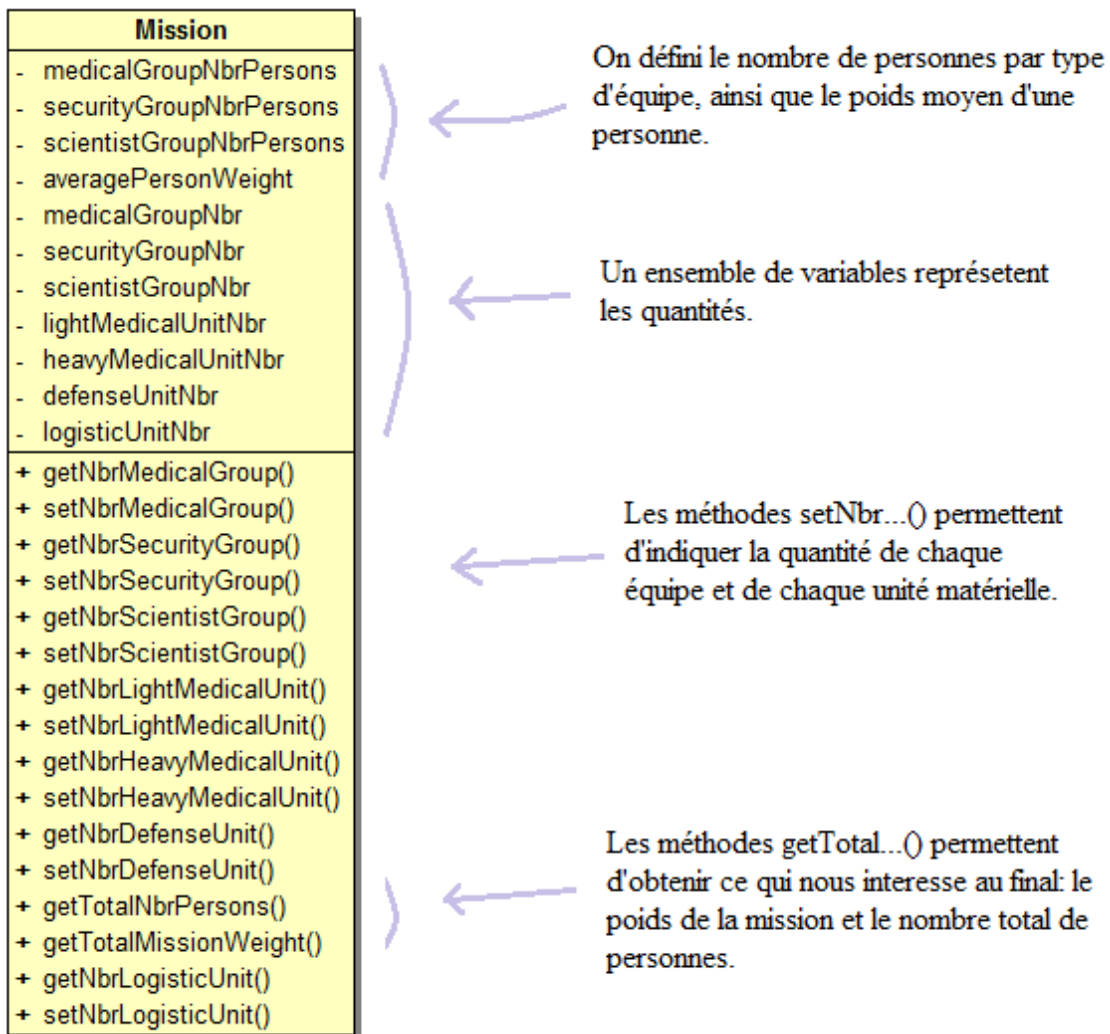 Mission
- medicalGroupNbrPersons
- securityGroupNbrPersons
- scientistGroupNbrPersons
- averagePersonWeight
- medicalGroupNbr
- securityGroupNbr
- scientistGroupNbr
- lightMedicalUnitNbr
- heavyMedicalUnitNbr
- defenseUnitNbr
- logisticUnitNbr
+ getNbrMedicalGroup()
+ setNbrMedicalGroup()
+ getNbrSecurityGroup()
+ setNbrSecurityGroup()
+ getNbrScientistGroup()
+ setNbrScientistGroup()
+ getNbrLightMedicalUnit()
+ setNbrLightMedicalUnit()
+ getNbrHeavyMedicalUnit()
+ setNbrHeavyMedicalUnit()
+ getNbrDefenseUnit()
+ setNbrDefenseUnit()
+ getTotalNbrPersons()
+ getTotalMissionWeight()
+ getNbrLogisticUnit()
+ setNbrLogisticUnit()
On défini le nombre de personnes par type
d'équipe, ainsi que le poids moyen d'une
personne.
Un ensemble de variables représetent
les quantités.
Les méthodes setNbr...() permettent
d'indiquer la quantité de chaque
équipe et de chaque unité matérielle.
Les méthodes getTotal...() permettent
d'obtenir ce qui nous interesse au final: le
poids de la mission et le nombre total de
personnes.